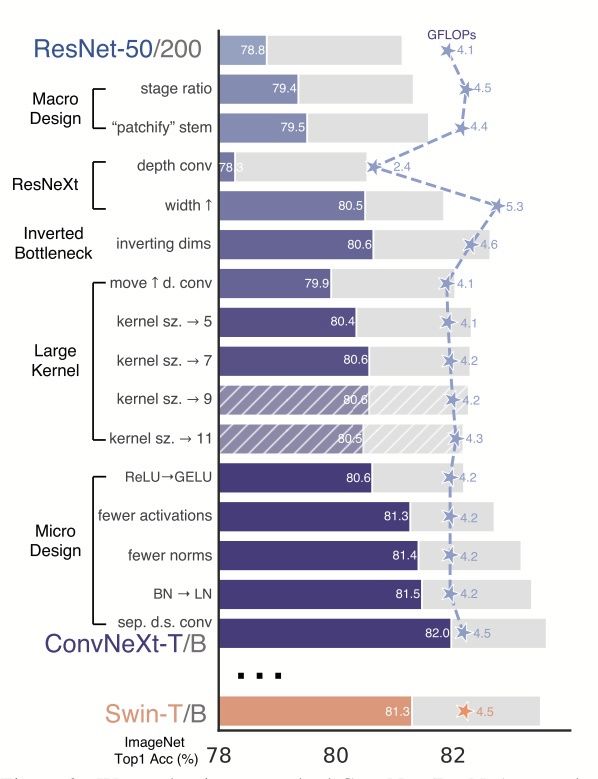 GFLOPs
ResNet-50/200 78.8 4.1
Macro Design
stage ratio 79.4 4.5
“patchify” stem 79.5 4.4
ResNeXt
depth conv 78.3 2.4
width ↑ 80.5 5.3
Inverted Bottleneck
inverting dims 80.6 4.6
Large Kernel
move ↑ d. conv 79.9 4.1
kernel sz. → 5 80.4 4.1
kernel sz. → 7 80.6 4.2
kernel sz. → 9 80.6 4.2
kernel sz. → 11 80.5 4.3
Micro Design
ReLU→GELU 80.6 4.2
fewer activations 81.3 4.2
fewer norms 81.4 4.2
BN → LN 81.5 4.2
sep. d.s. conv
ConvNeXt-T/B 82.0 4.5
...
Swin-T/B 81.3 4.5
ImageNet
Top1 Acc (%) 78 80 82